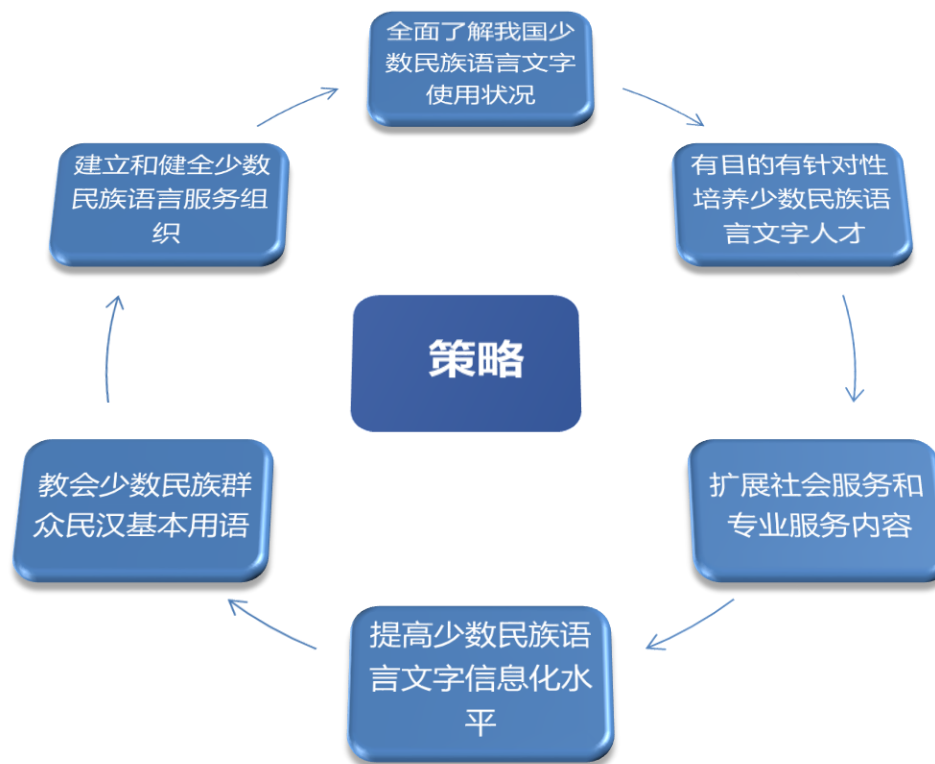 全面了解我国少
数民族语言文字
使用状况
有目的有针对性
培养少数民族语
言文字人才
扩展社会服务和
专业服务内容
提高少数民族语
言文字信息化水
平
教会少数民族群
众民汉基本用语
建立和健全少数
民族语言服务组
织
策略